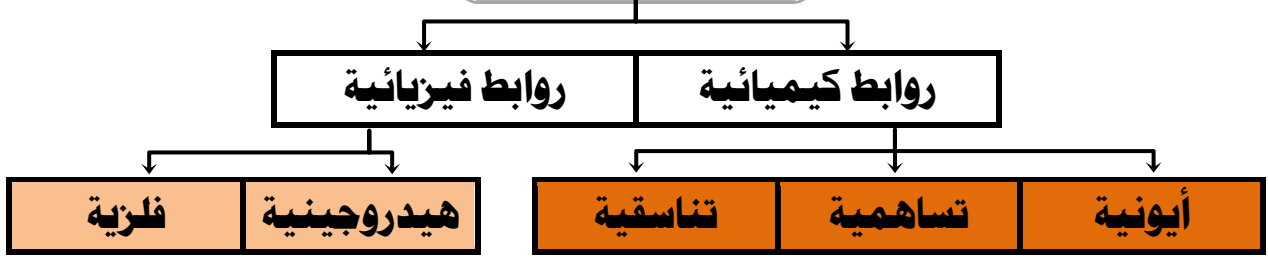 روابط كيميائية
روابط فيزيائية
أيونية
تساهمية
تناسقية
هيدروجينية
فلزية